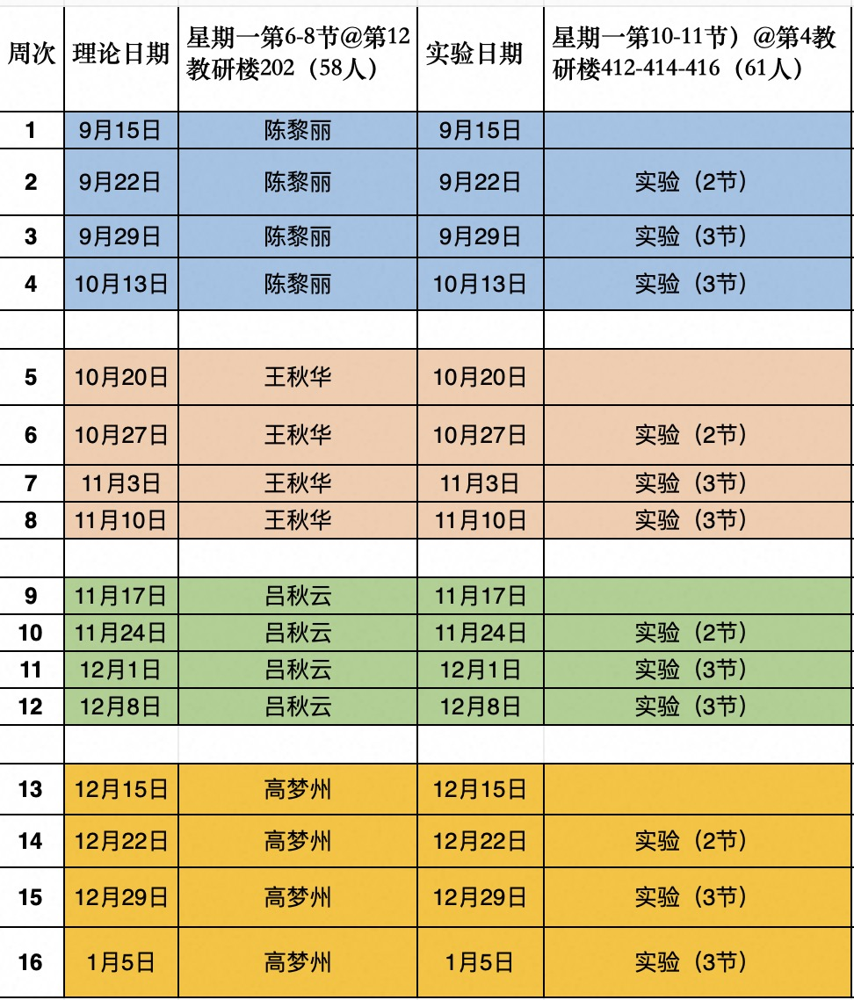 周次 理论日期 星期一第6-8节@第12教研楼202（58人） 实验日期 星期一第10-11节）@第4教研楼412-414-416（61人）
1 9月15日 陈黎丽 9月15日
2 9月22日 陈黎丽 9月22日 实验（2节）
3 9月29日 陈黎丽 9月29日 实验（3节）
4 10月13日 陈黎丽 10月13日 实验（3节）
5 10月20日 王秋华 10月20日
6 10月27日 王秋华 10月27日 实验（2节）
7 11月3日 王秋华 11月3日 实验（3节）
8 11月10日 王秋华 11月10日 实验（3节）
9 11月17日 吕秋云 11月17日
10 11月24日 吕秋云 11月24日 实验（2节）
11 12月1日 吕秋云 12月1日 实验（3节）
12 12月8日 吕秋云 12月8日 实验（3节）
13 12月15日 高梦州 12月15日
14 12月22日 高梦州 12月22日 实验（2节）
15 12月29日 高梦州 12月29日 实验（3节）
16 1月5日 高梦州 1月5日 实验（3节）